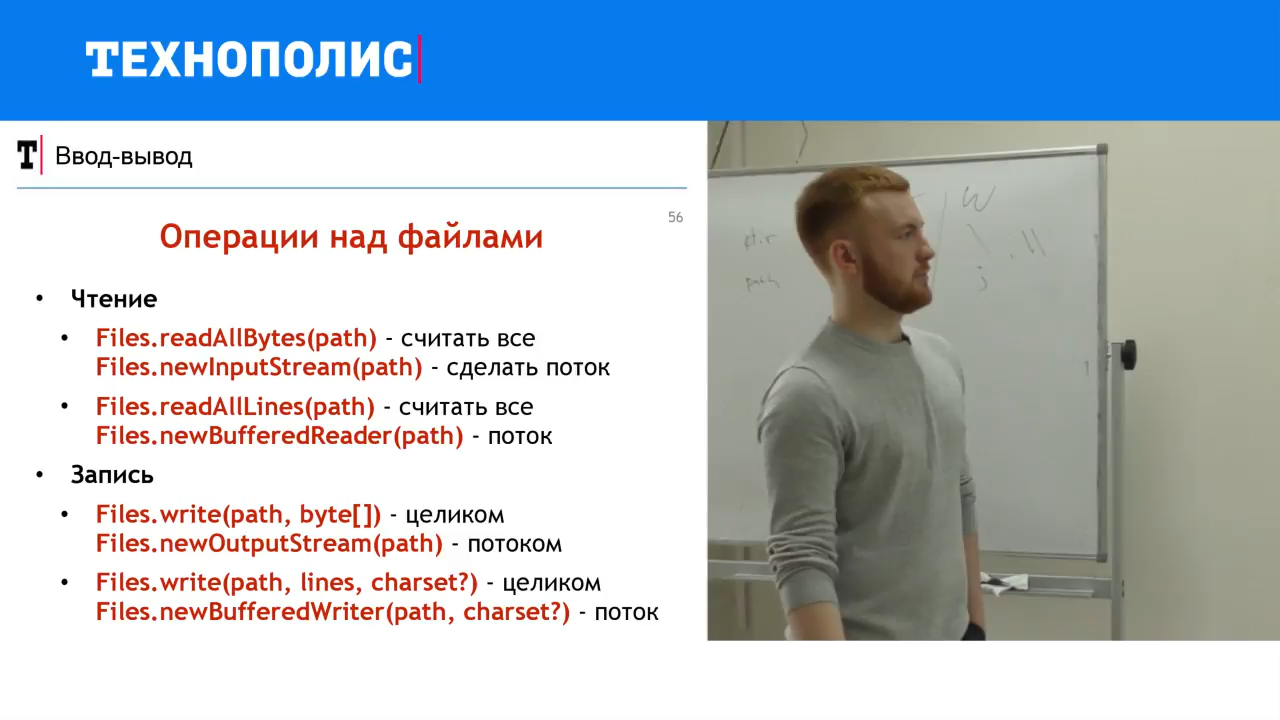 ТЕХНОПОЛИС
Т Ввод-вывод
56
Операции над файлами
• Чтение
• Files.readAllBytes(path) - считать все
Files.newInputStream(path) - сделать поток
• Files.readAllLines(path) - считать все
Files.newBufferedReader(path) - поток
• Запись
• Files.write(path, byte[]) - целиком
Files.newOutputStream(path) - потоком
• Files.write(path, lines, charset?) - целиком
Files.newBufferedWriter(path, charset?) - поток
W
path